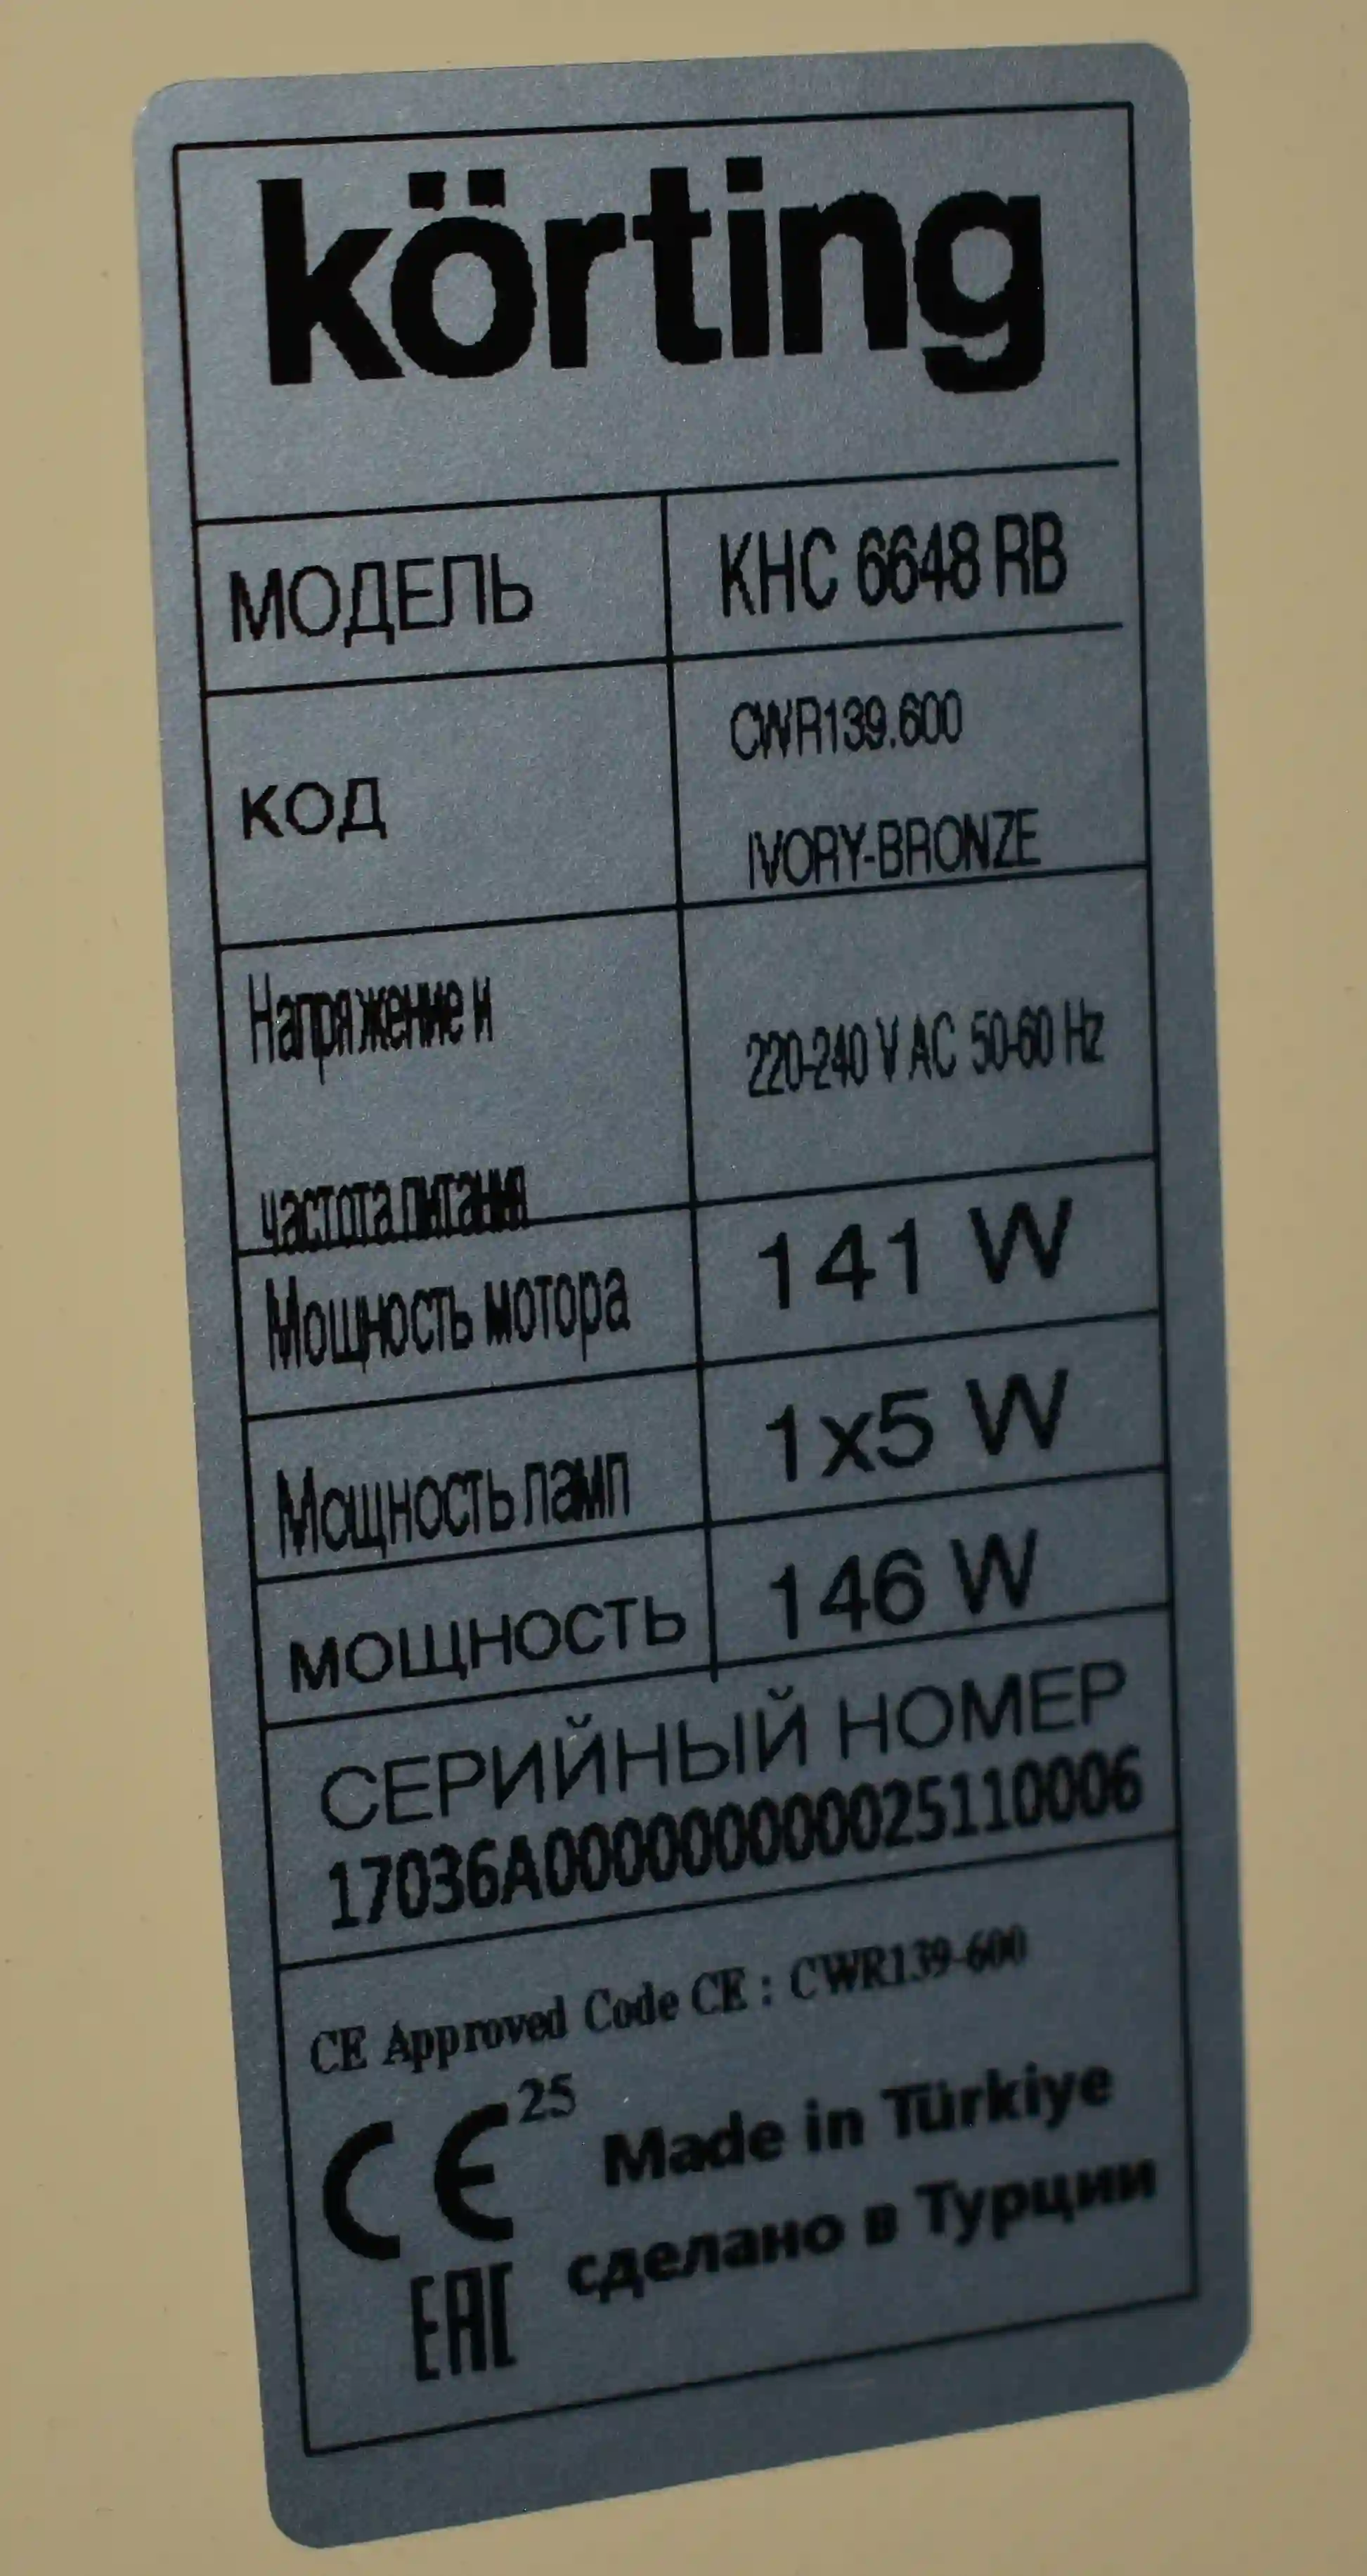 körting
МОДЕЛЬ KHC 6648 RB
КОД CWR139.600
IVORY-BRONZE
Напряжение и
220-240 V AC 50-60 Hz
частота питания
Мощность мотора 141 W
Мощность ламп 1x5 W
МОЩНОСТЬ 146 W
СЕРИЙНЫЙ НОМЕР
17036A000000000025110006
CE Approved Code CE : CWR139-600
CE 25
Made in Türkiye
сделано в Турции
EAC